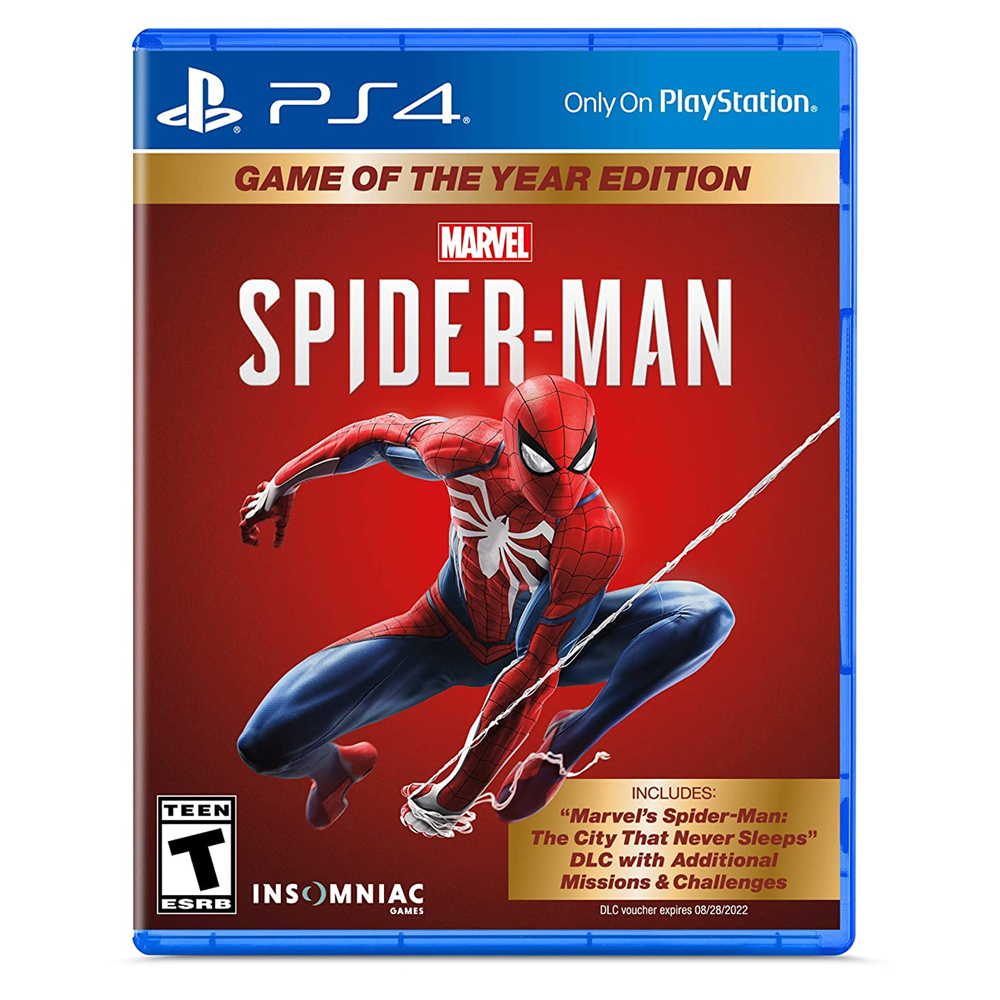 PS4®
Only On PlayStation®
GAME OF THE YEAR EDITION
MARVEL
SPIDER-MAN
INCLUDES:
“Marvel's Spider-Man:
The City That Never Sleeps”
DLC with Additional
Missions & Challenges
DLC voucher expires 08/28/2022
TEEN
T
ESRB
INSOMNIAC
GAMES